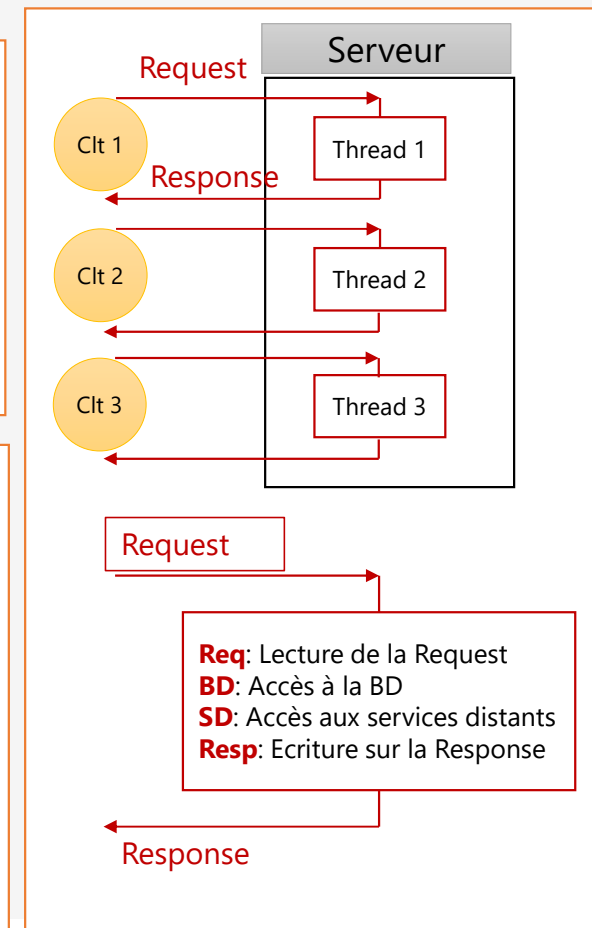 Serveur
Request
Clt 1
Thread 1
Response
Clt 2
Thread 2
Clt 3
Thread 3
Request
Req: Lecture de la Request
BD: Accès à la BD
SD: Accès aux services distants
Resp: Ecriture sur la Response
Response